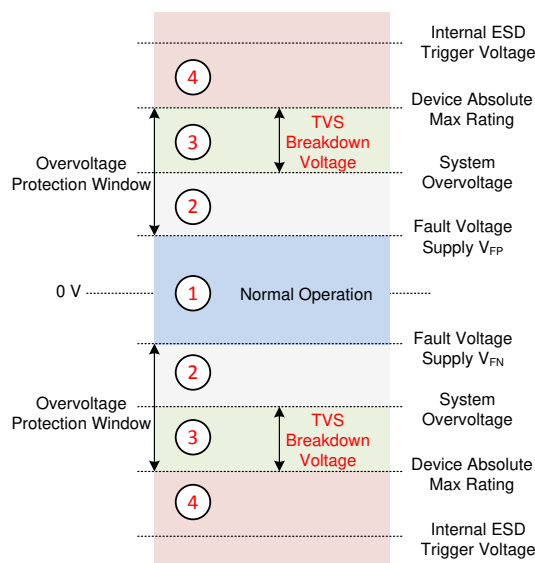 Internal ESD
Trigger Voltage
4
Device Absolute
Max Rating
3
TVS
Breakdown
Voltage
Overvoltage
Protection Window
System
Overvoltage
2
Fault Voltage
Supply VFP
0 V
1
Normal Operation
Fault Voltage
Supply VFN
2
Overvoltage
Protection Window
System
Overvoltage
3
TVS
Breakdown
Voltage
Device Absolute
Max Rating
4
Internal ESD
Trigger Voltage